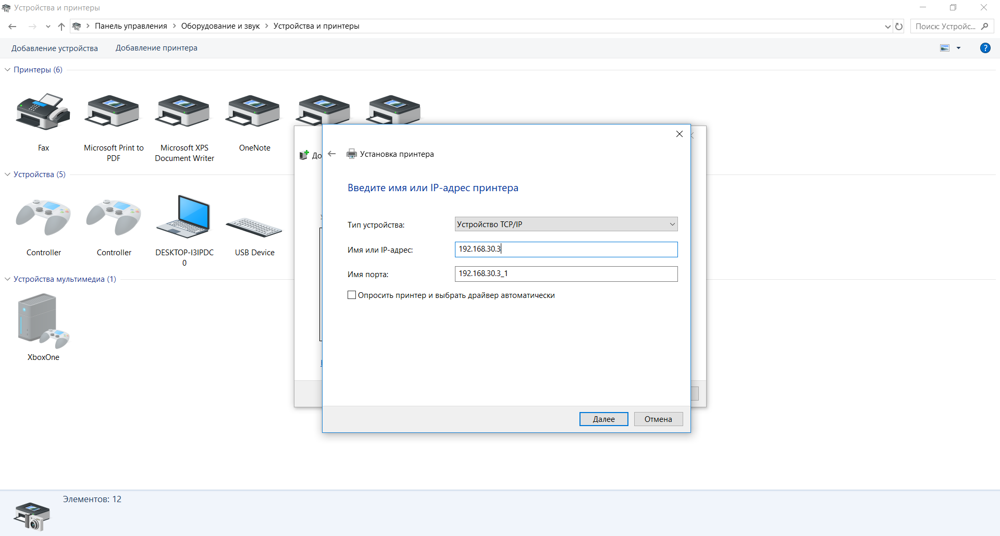 Устройства и принтеры
Панель управления
Оборудование и звук
Устройства и принтеры
Поиск: Устройс...
Добавление устройства
Добавление принтера
?
Принтеры (6)
Fax
Microsoft Print to
PDF
Microsoft XPS
Document Writer
OneNote
Устройства (5)
Controller
Controller
DESKTOP-I3IPDC
0
USB Device
Устройства мультимедиа (1)
XboxOne
До
Установка принтера
Введите имя или IP-адрес принтера
Тип устройства:
Устройство TCP/IP
Имя или IP-адрес:
192.168.30.3
Имя порта:
192.168.30.3_1
Опросить принтер и выбрать драйвер автоматически
Далее
Отмена
Элементов: 12